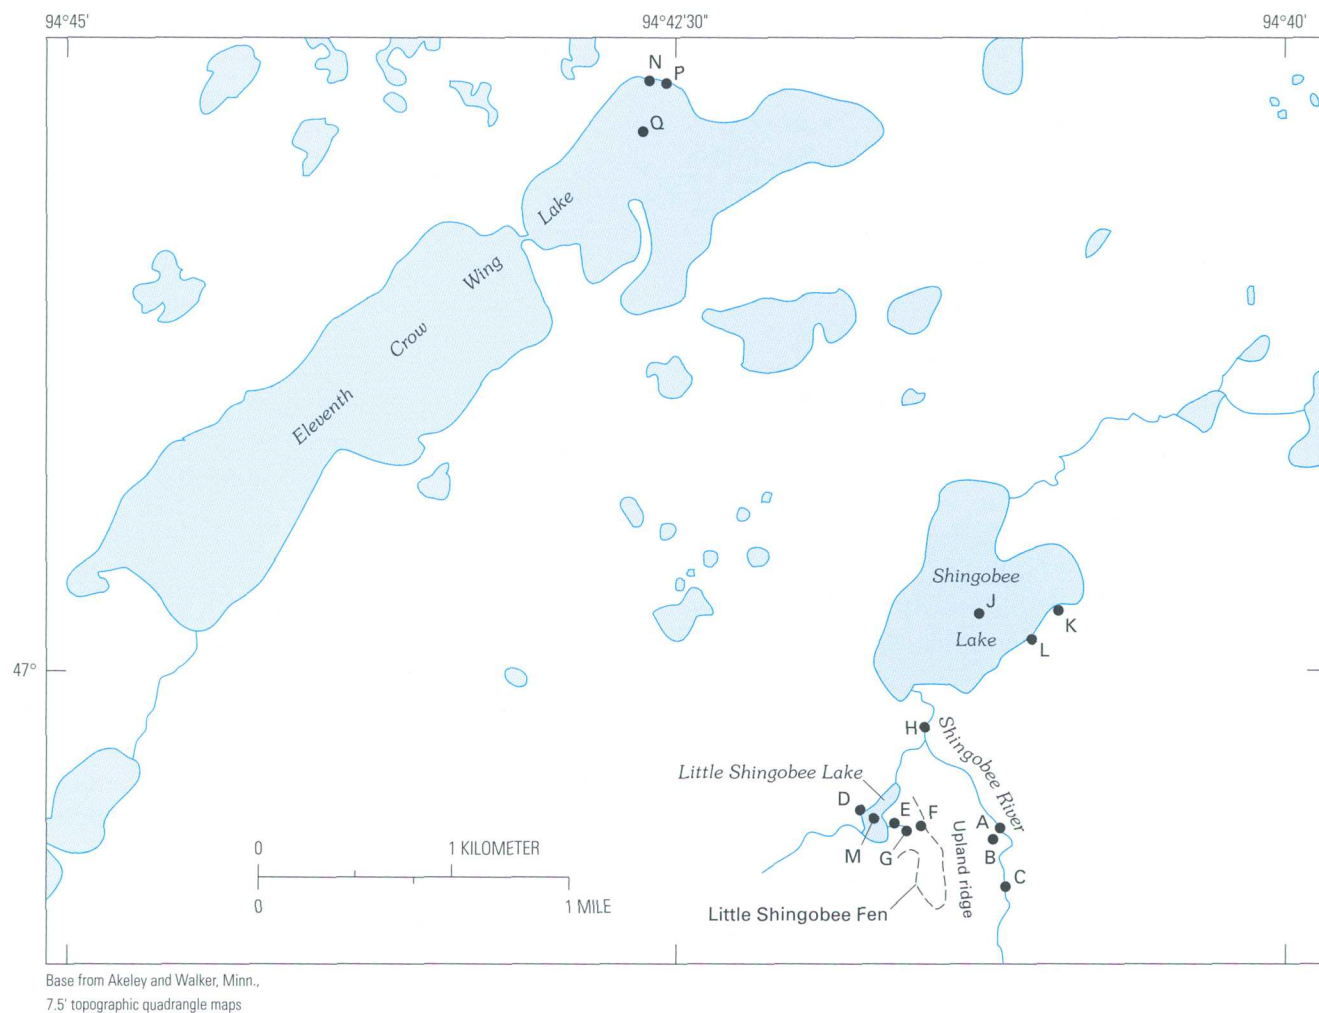 94°45'
94°42'30"
94°40'
N
P
Q
Lake
Wing
Crow
Eleventh
Shingobee
J
K
Lake
L
47°
H
Shingobee River
Little Shingobee Lake
D
E
F
A
M
G
B
Upland ridge
C
0
1 KILOMETER
0
1 MILE
Little Shingobee Fen
Base from Akeley and Walker, Minn.,
7.5' topographic quadrangle maps